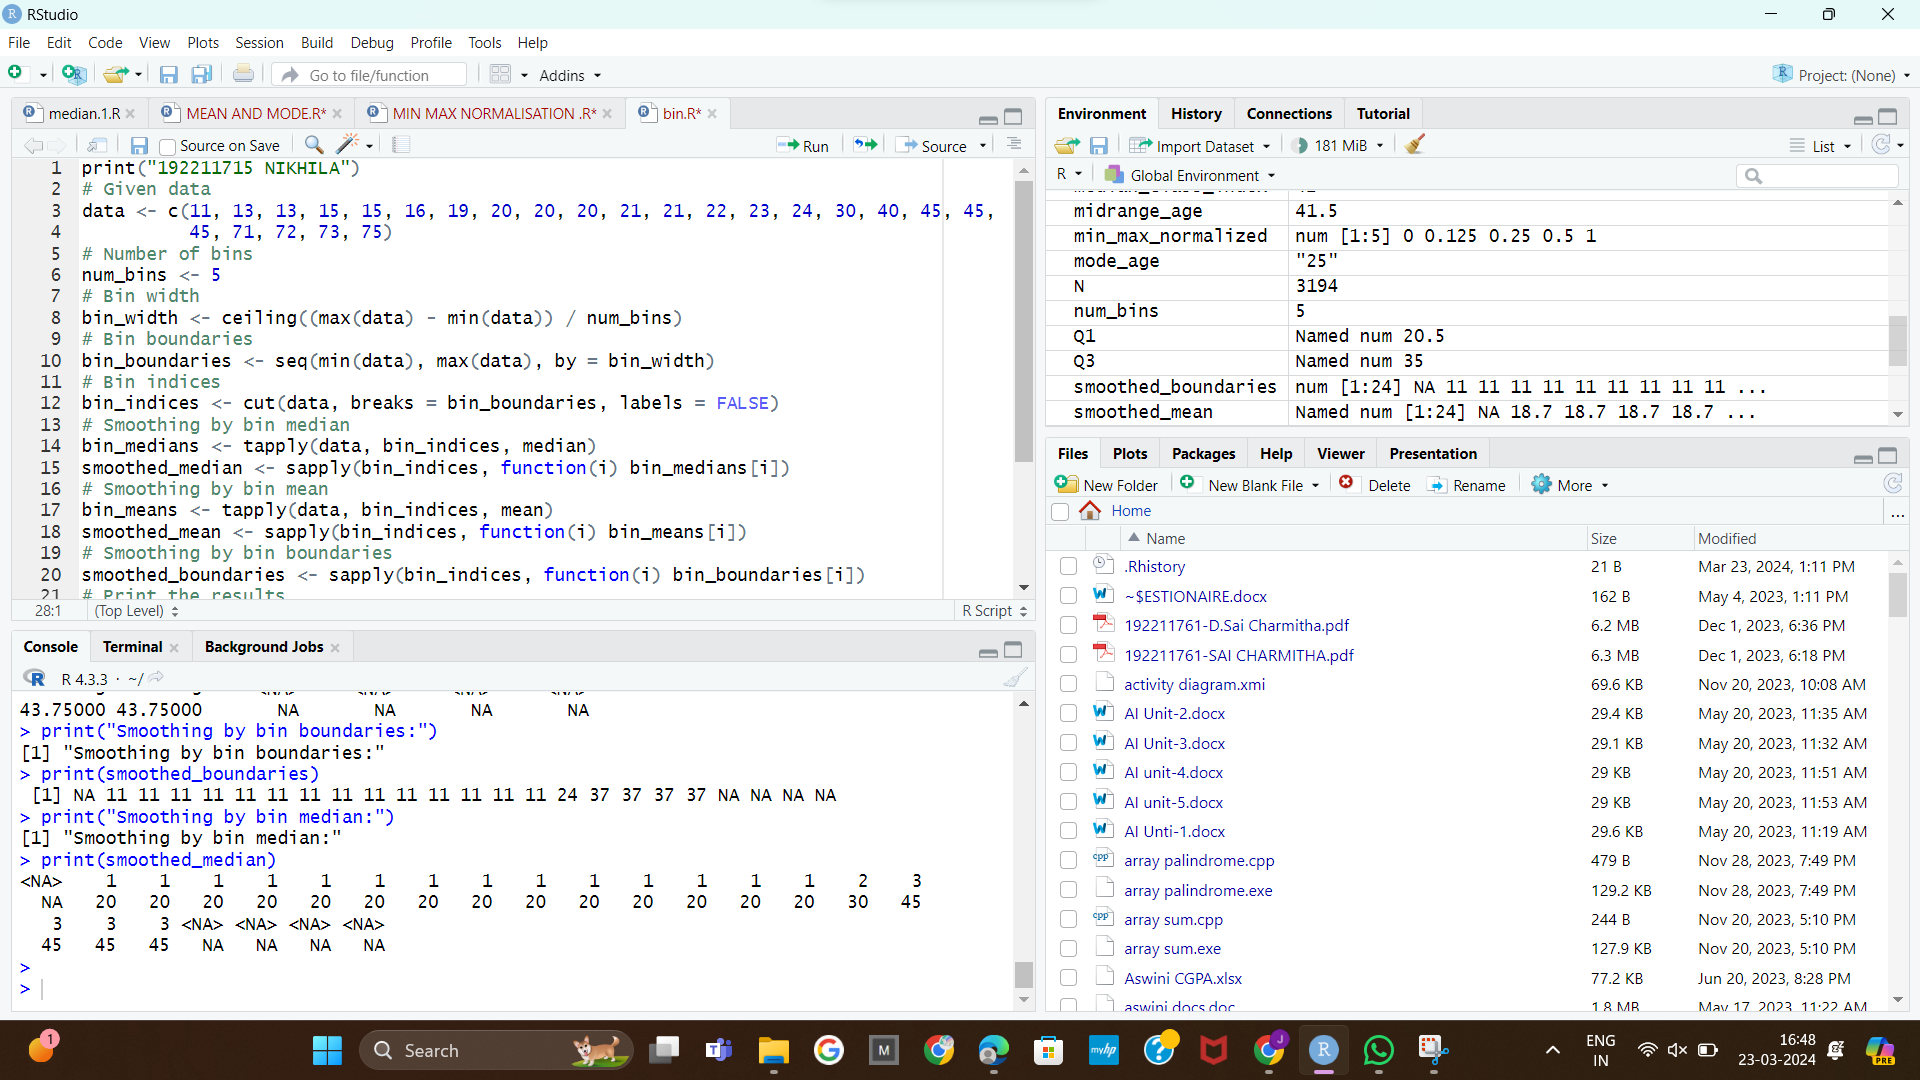 RStudio
File Edit Code View Plots Session Build Debug Profile Tools Help
Go to file/function
Addins
Project: (None)
median.1.R
MEAN AND MODE.R*
MIN MAX NORMALISATION .R*
bin.R*
Source on Save
Run
Source
1 print("192211715 NIKHILA")
2 # Given data
3 data <- c(11, 13, 13, 15, 15, 16, 19, 20, 20, 20, 21, 21, 22, 23, 24, 30, 40, 45, 45,
4 45, 71, 72, 73, 75)
5 # Number of bins
6 num_bins <- 5
7 # Bin width
8 bin_width <- ceiling((max(data) - min(data)) / num_bins)
9 # Bin boundaries
10 bin_boundaries <- seq(min(data), max(data), by = bin_width)
11 # Bin indices
12 bin_indices <- cut(data, breaks = bin_boundaries, labels = FALSE)
13 # Smoothing by bin median
14 bin_medians <- tapply(data, bin_indices, median)
15 smoothed_median <- sapply(bin_indices, function(i) bin_medians[i])
16 # Smoothing by bin mean
17 bin_means <- tapply(data, bin_indices, mean)
18 smoothed_mean <- sapply(bin_indices, function(i) bin_means[i])
19 # Smoothing by bin boundaries
20 smoothed_boundaries <- sapply(bin_indices, function(i) bin_boundaries[i])
21 # Print the results
28:1 (Top Level) R Script
Console Terminal Background Jobs
R 4.3.3 · ~/
<NA> <NA> <NA> <NA>
43.75000 43.75000 NA NA NA NA
> print("Smoothing by bin boundaries:")
[1] "Smoothing by bin boundaries:"
> print(smoothed_boundaries)
[1] NA 11 11 11 11 11 11 11 11 11 11 11 11 11 11 24 37 37 37 37 NA NA NA NA
> print("Smoothing by bin median:")
[1] "Smoothing by bin median:"
> print(smoothed_median)
<NA> 1 1 1 1 1 1 1 1 1 1 1 1 1 1 2 3
NA 20 20 20 20 20 20 20 20 20 20 20 20 20 20 30 45
3 3 3 <NA> <NA> <NA> <NA>
45 45 45 NA NA NA NA
>
>
Environment History Connections Tutorial
Import Dataset
181 MiB
List
R Global Environment
midrange_age 41.5
min_max_normalized num [1:5] 0 0.125 0.25 0.5 1
mode_age "25"
N 3194
num_bins 5
Q1 Named num 20.5
Q3 Named num 35
smoothed_boundaries num [1:24] NA 11 11 11 11 11 11 11 11 11 ...
smoothed_mean Named num [1:24] NA 18.7 18.7 18.7 18.7 ...
Files Plots Packages Help Viewer Presentation
New Folder New Blank File Delete Rename More
Home ...
Name Size Modified
.Rhistory 21 B Mar 23, 2024, 1:11 PM
~$ESTIONAIRE.docx 162 B May 4, 2023, 1:11 PM
192211761-D.Sai Charmitha.pdf 6.2 MB Dec 1, 2023, 6:36 PM
192211761-SAI CHARMITHA.pdf 6.3 MB Dec 1, 2023, 6:18 PM
activity diagram.xmi 69.6 KB Nov 20, 2023, 10:08 AM
AI Unit-2.docx 29.4 KB May 20, 2023, 11:35 AM
AI Unit-3.docx 29.1 KB May 20, 2023, 11:32 AM
AI unit-4.docx 29 KB May 20, 2023, 11:51 AM
AI unit-5.docx 29 KB May 20, 2023, 11:53 AM
AI Unti-1.docx 29.6 KB May 20, 2023, 11:19 AM
array palindrome.cpp 479 B Nov 28, 2023, 7:49 PM
array palindrome.exe 129.2 KB Nov 28, 2023, 7:49 PM
array sum.cpp 244 B Nov 20, 2023, 5:10 PM
array sum.exe 127.9 KB Nov 20, 2023, 5:10 PM
Aswini CGPA.xlsx 77.2 KB Jun 20, 2023, 8:28 PM
aswini docs.doc 1.8 MB May 17, 2023, 11:22 AM
1
Search
ENG
IN
16:48
23-03-2024